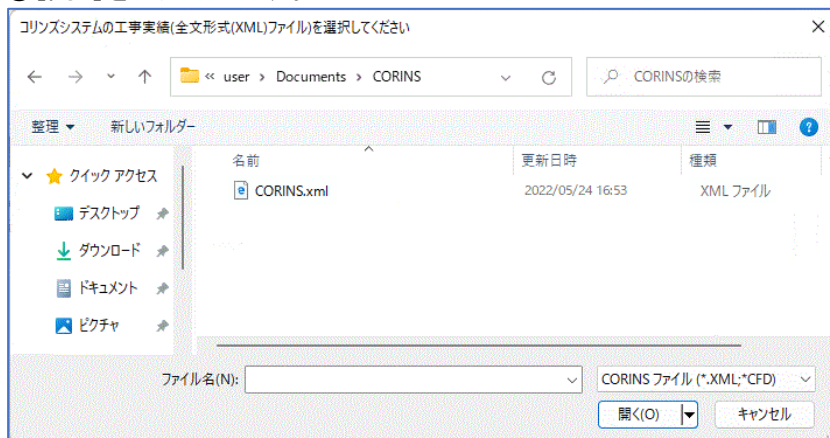 コリンズシステムの工事実績(全文形式(XML)ファイル)を選択してください
« user › Documents › CORINS
CORINSの検索
整理
新しいフォルダー
名前
更新日時
種類
クイック アクセス
CORINS.xml
2022/05/24 16:53
XML ファイル
デスクトップ
ダウンロード
ドキュメント
ピクチャ
ファイル名(N):
CORINS ファイル (*.XML;*CFD)
開く(O)
キャンセル